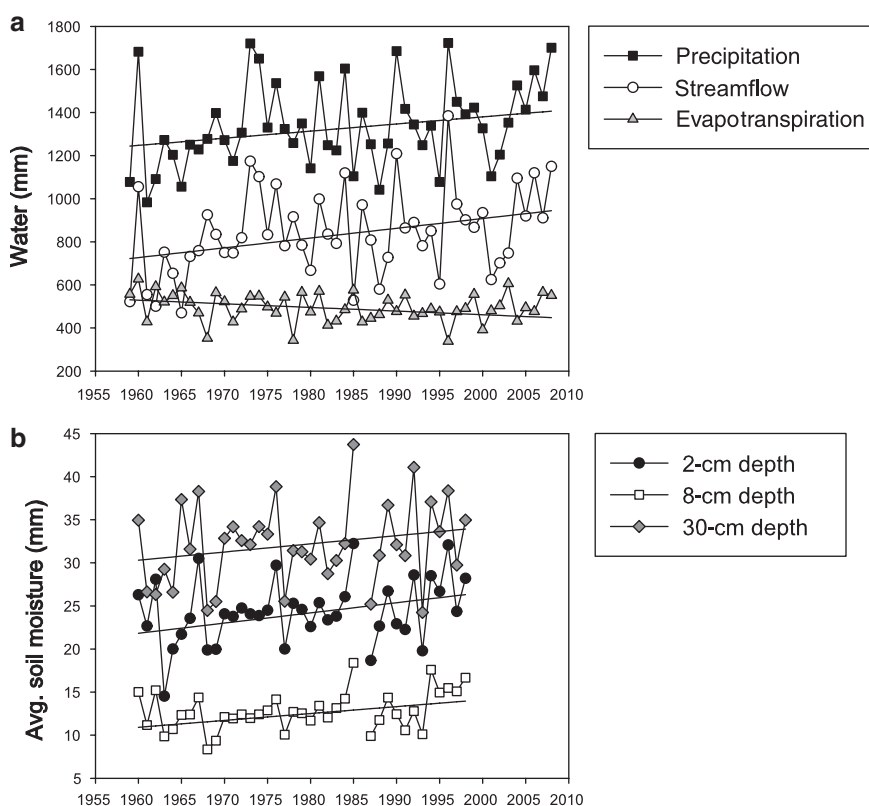 a
1800
1600
1400
1200
1000
800
600
400
200
Water (mm)
1955 1960 1965 1970 1975 1980 1985 1990 1995 2000 2005 2010
Precipitation
Streamflow
Evapotranspiration
b
45
40
35
30
25
20
15
10
5
Avg. soil moisture (mm)
1955 1960 1965 1970 1975 1980 1985 1990 1995 2000 2005 2010
2-cm depth
8-cm depth
30-cm depth